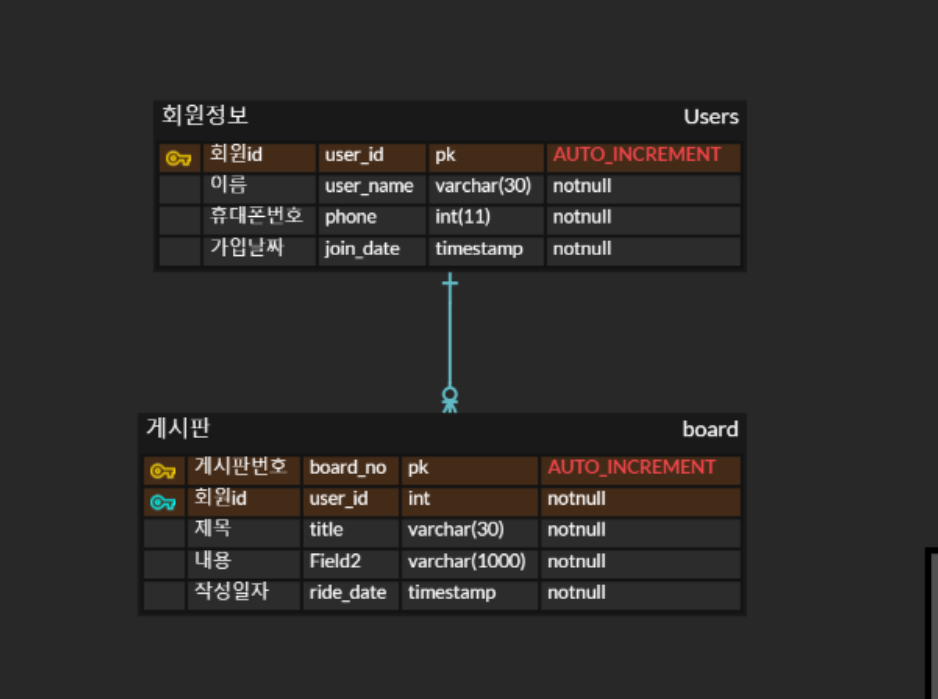 회원정보 Users
회원id user_id pk AUTO_INCREMENT
이름 user_name varchar(30) notnull
휴대폰번호 phone int(11) notnull
가입날짜 join_date timestamp notnull
게시판 board
게시판번호 board_no pk AUTO_INCREMENT
회원id user_id int notnull
제목 title varchar(30) notnull
내용 Field2 varchar(1000) notnull
작성일자 ride_date timestamp notnull